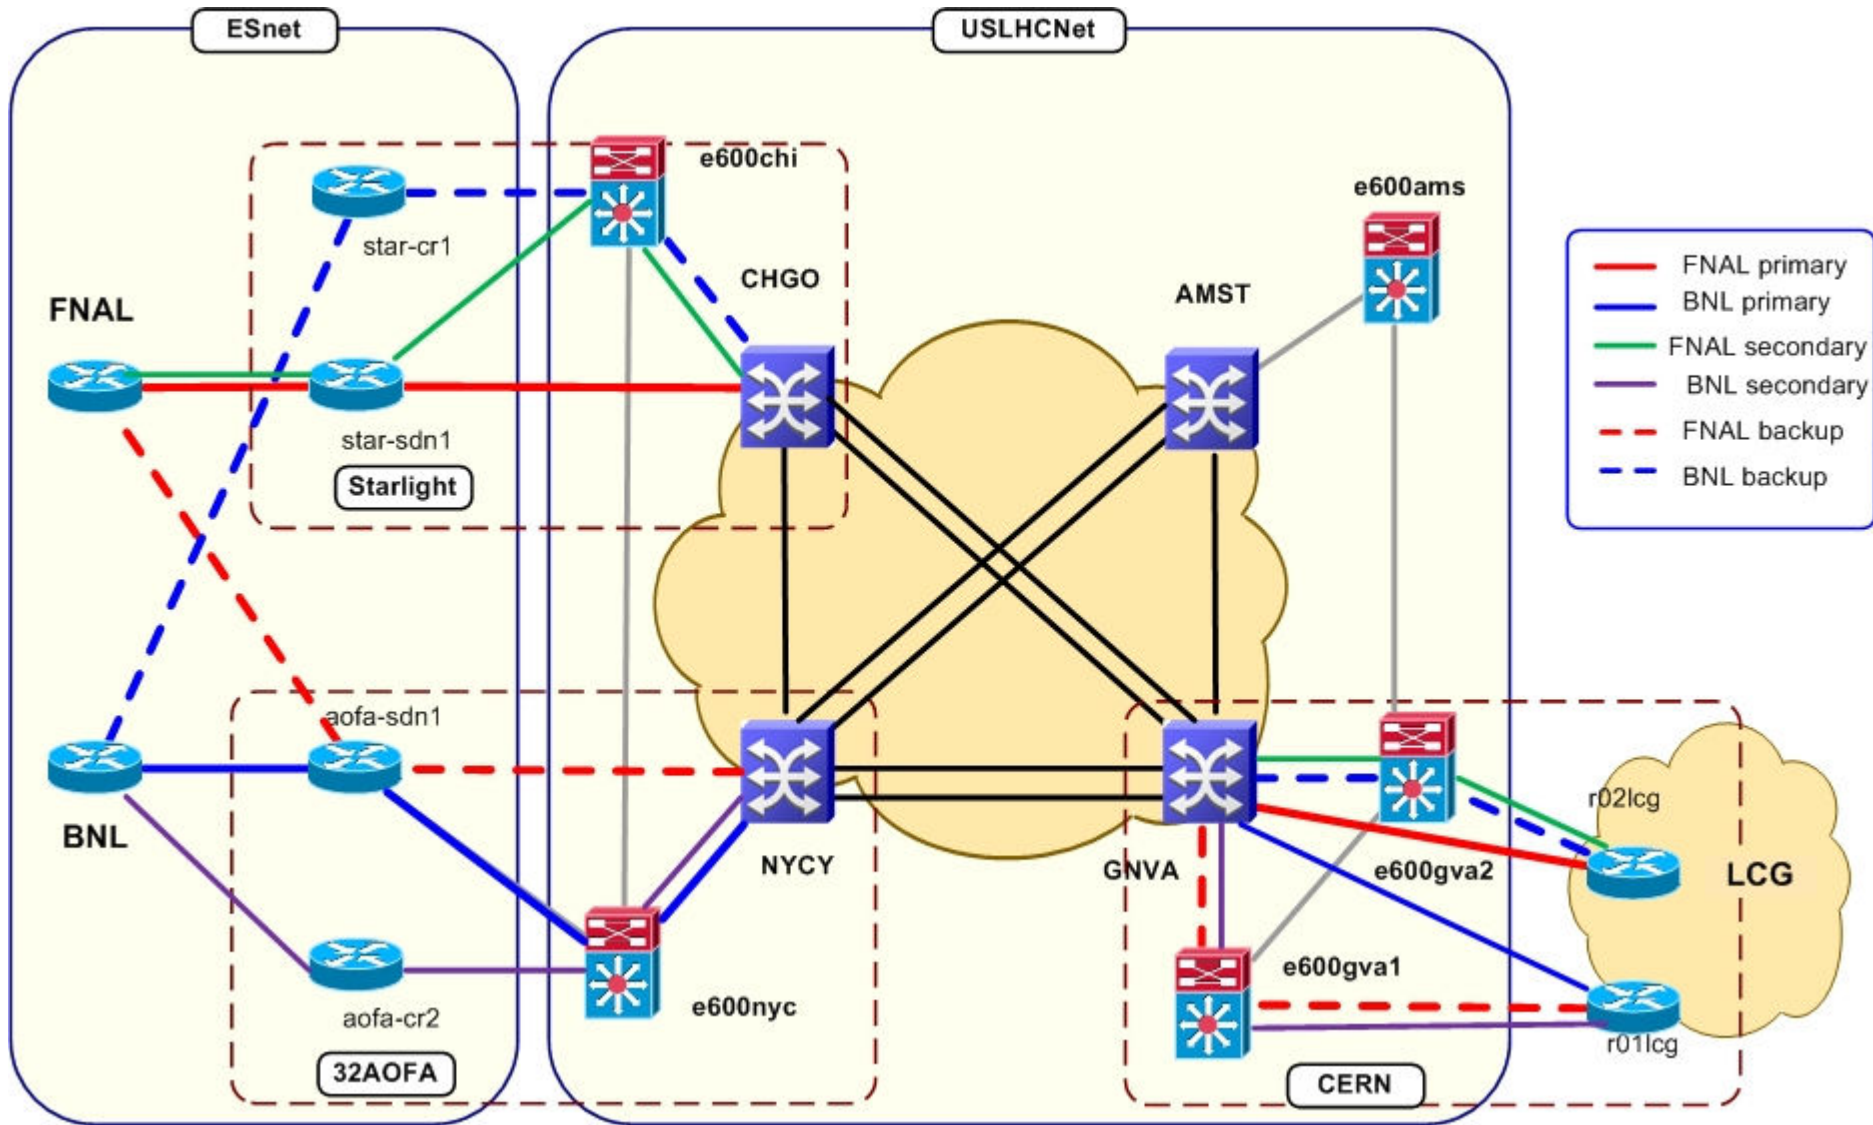 ESnet
USLHCNet
e600chi
e600ams
star-cr1
CHGO
AMST
FNAL primary
BNL primary
FNAL
FNAL secondary
BNL secondary
star-sdn1
FNAL backup
Starlight
BNL backup
aofa-sdn1
r02lcg
BNL
NYCY
GNVA
e600gva2
LCG
e600gva1
e600nyc
aofa-cr2
r01lcg
32AOFA
CERN